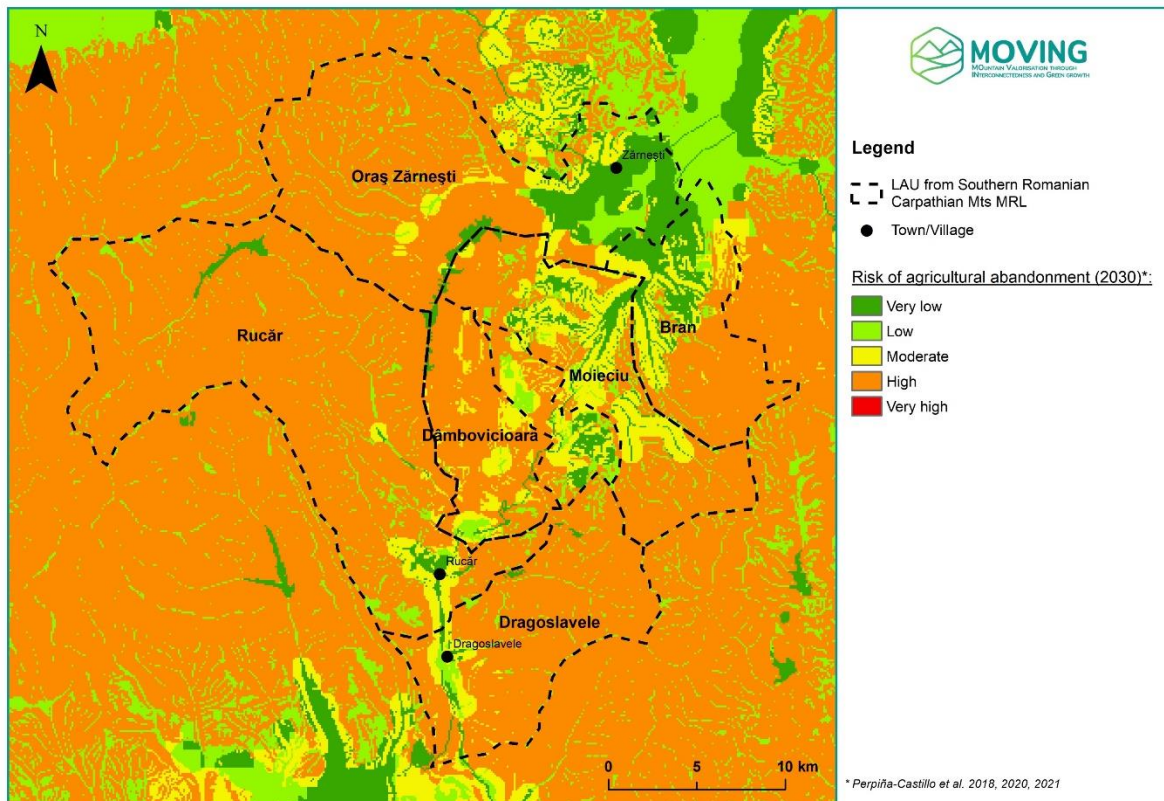 N
Oraş Zărneşti
Zărneşti
Rucăr
Bran
Moieciu
Dâmbovicioară
Rucăr
Dragoslavele
Dragoslavele
0 5 10 km
MOVING
MOUNTAIN VALORISATION THROUGH
INTERCONNECTEDNESS AND GREEN GROWTH
Legend
LAU from Southern Romanian
Carpathian Mts MRL
Town/Village
Risk of agricultural abandonment (2030)*:
Very low
Low
Moderate
High
Very high
* Perpiña-Castillo et al. 2018, 2020, 2021